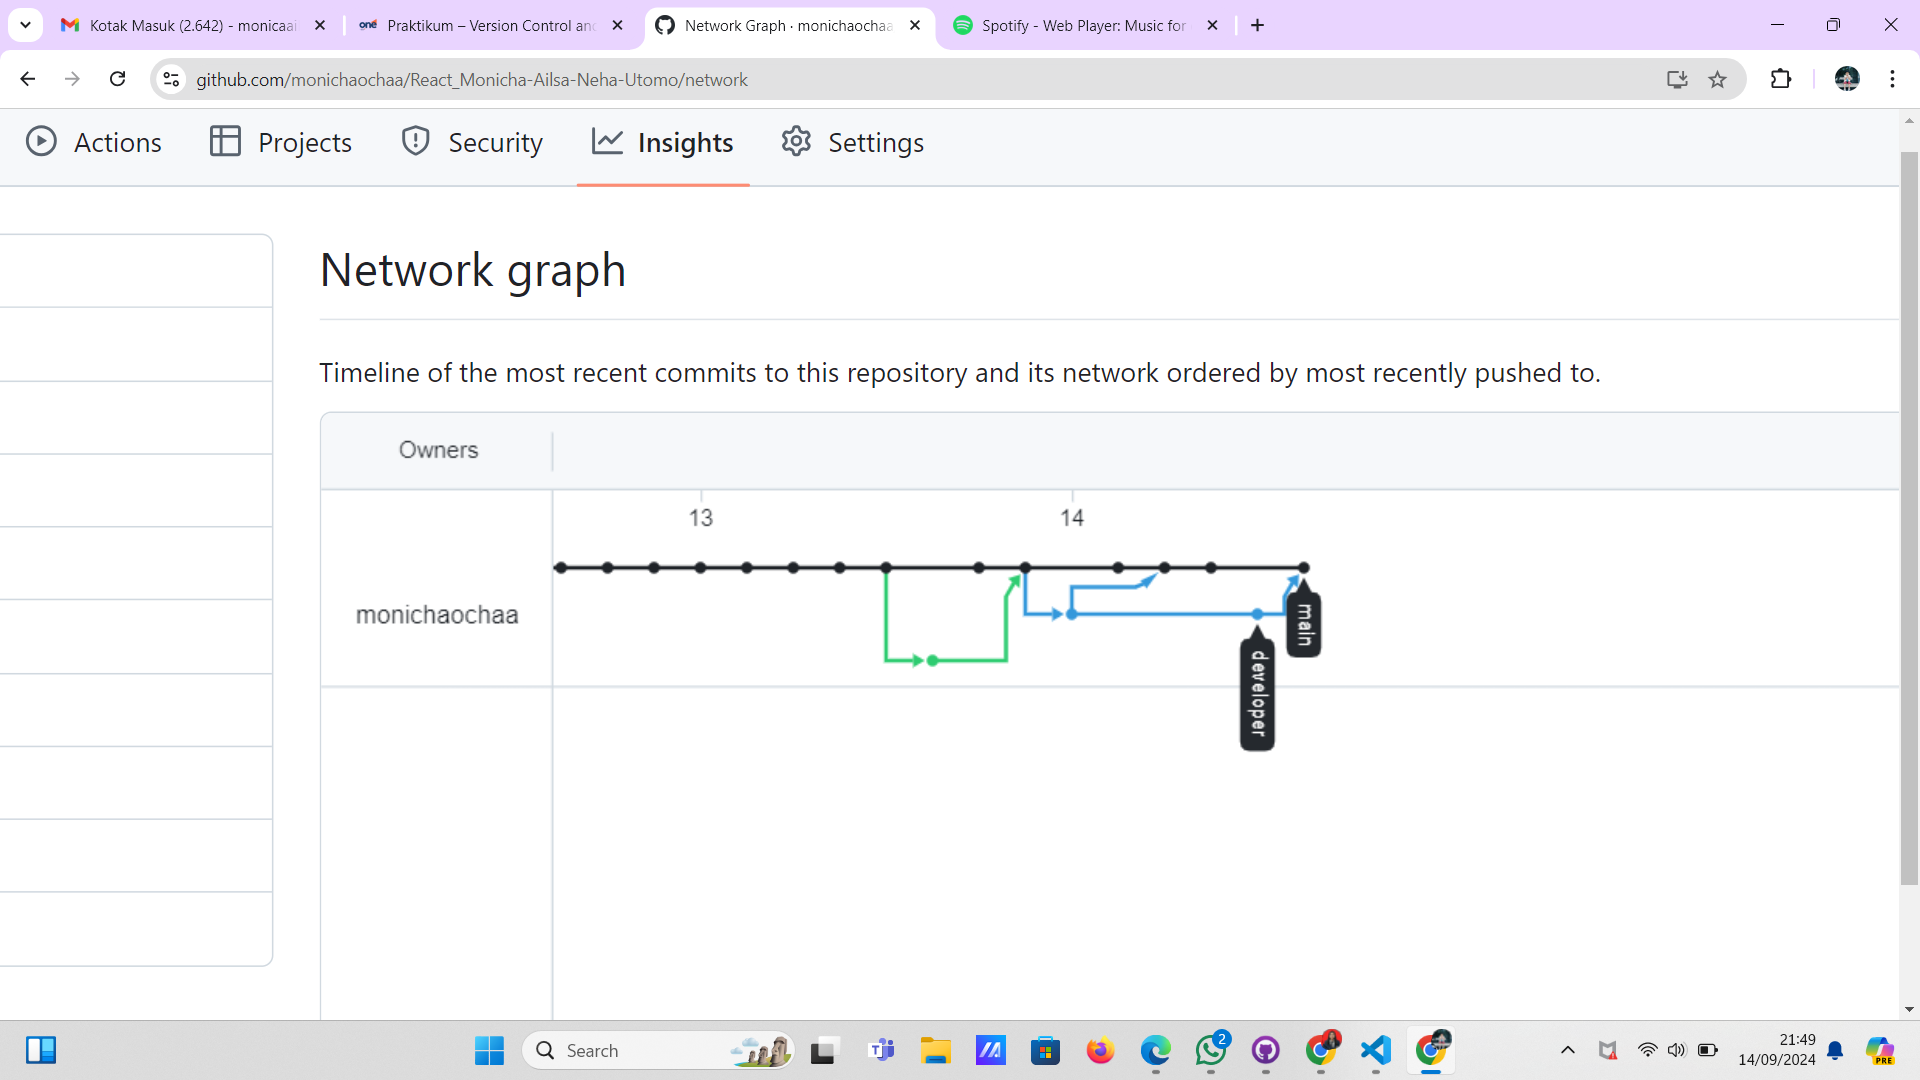 Kotak Masuk (2.642) - monicaai
Praktikum – Version Control and
Network Graph · monichaochaa
Spotify - Web Player: Music for
github.com/monichaochaa/React_Monicha-Ailsa-Neha-Utomo/network
Actions
Projects
Security
Insights
Settings
Network graph
Timeline of the most recent commits to this repository and its network ordered by most recently pushed to.
Owners
13
14
monichaochaa
main
developer
Search
2
21:49
14/09/2024
PRE